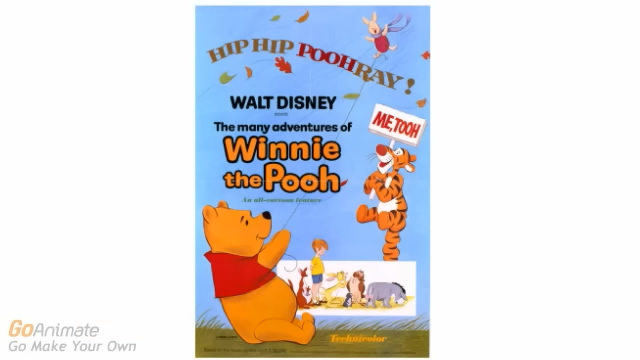 HIP HIP POOHRAY!
WALT DISNEY
ME, TOOH
The many adventures of
Winnie
the Pooh
An all-cartoon feature
Technicolor
GoAnimate
Go Make Your Own